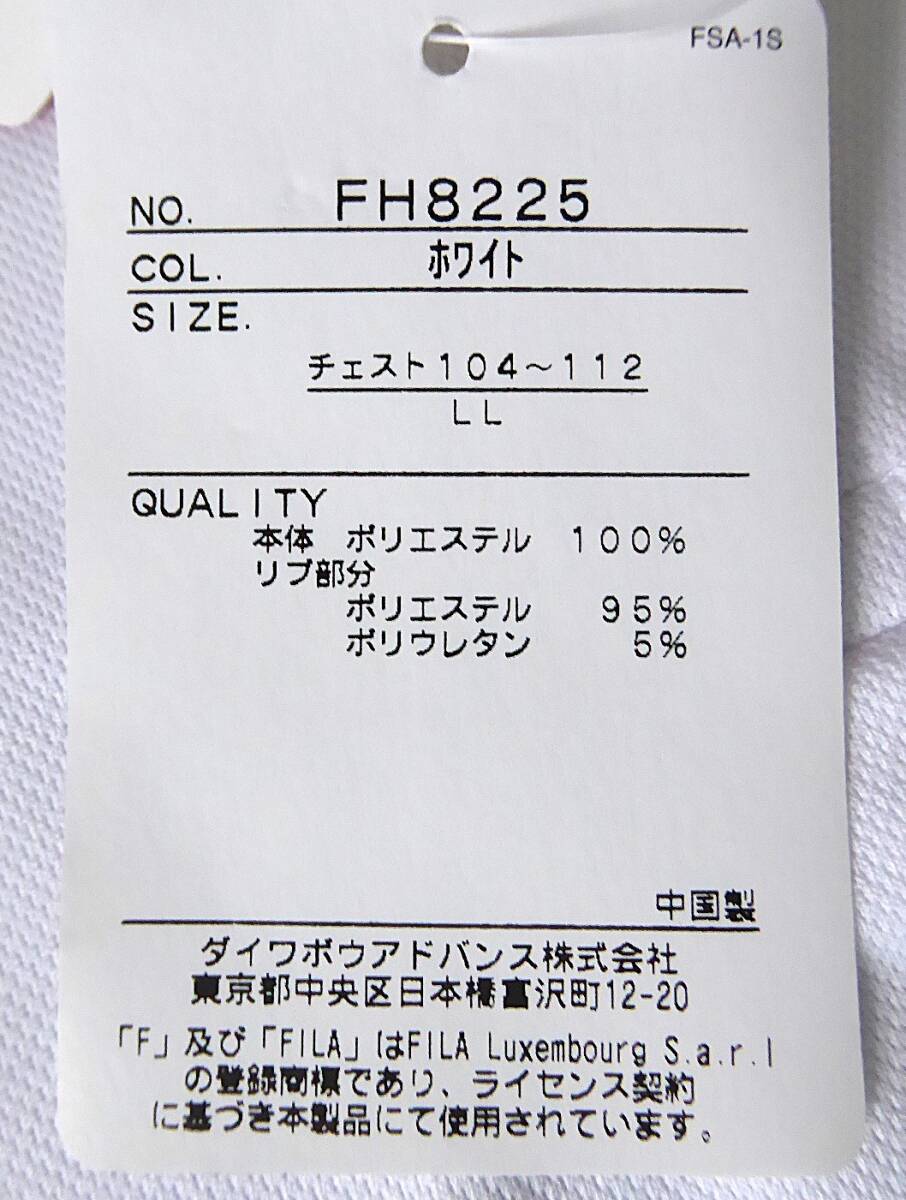 FSA-1S
NO. FH8225
COL. ホワイト
SIZE.
チェスト104～112
LL
QUALITY
本体 ポリエステル 100%
リブ部分
ポリエステル 95%
ポリウレタン 5%
中国製
ダイワボウアドバンス株式会社
東京都中央区日本橋富沢町12-20
「F」及び「FILA」はFILA Luxembourg S.a.r.l
の登録商標であり、ライセンス契約
に基づき本製品にて使用されています。